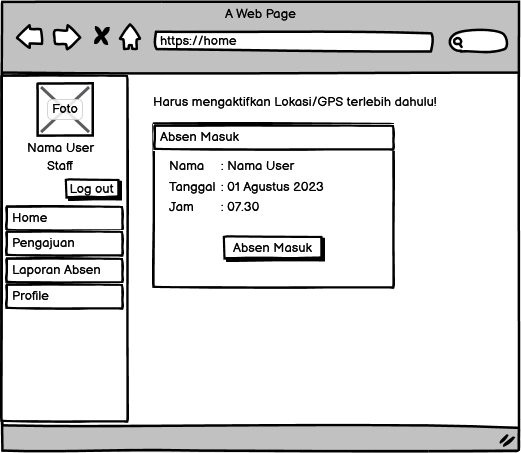 A Web Page
https://home
Foto
Nama User
Staff
Log out
Home
Pengajuan
Laporan Absen
Profile
Harus mengaktifkan Lokasi/GPS terlebih dahulu!
Absen Masuk
Nama : Nama User
Tanggal : 01 Agustus 2023
Jam : 07.30
Absen Masuk